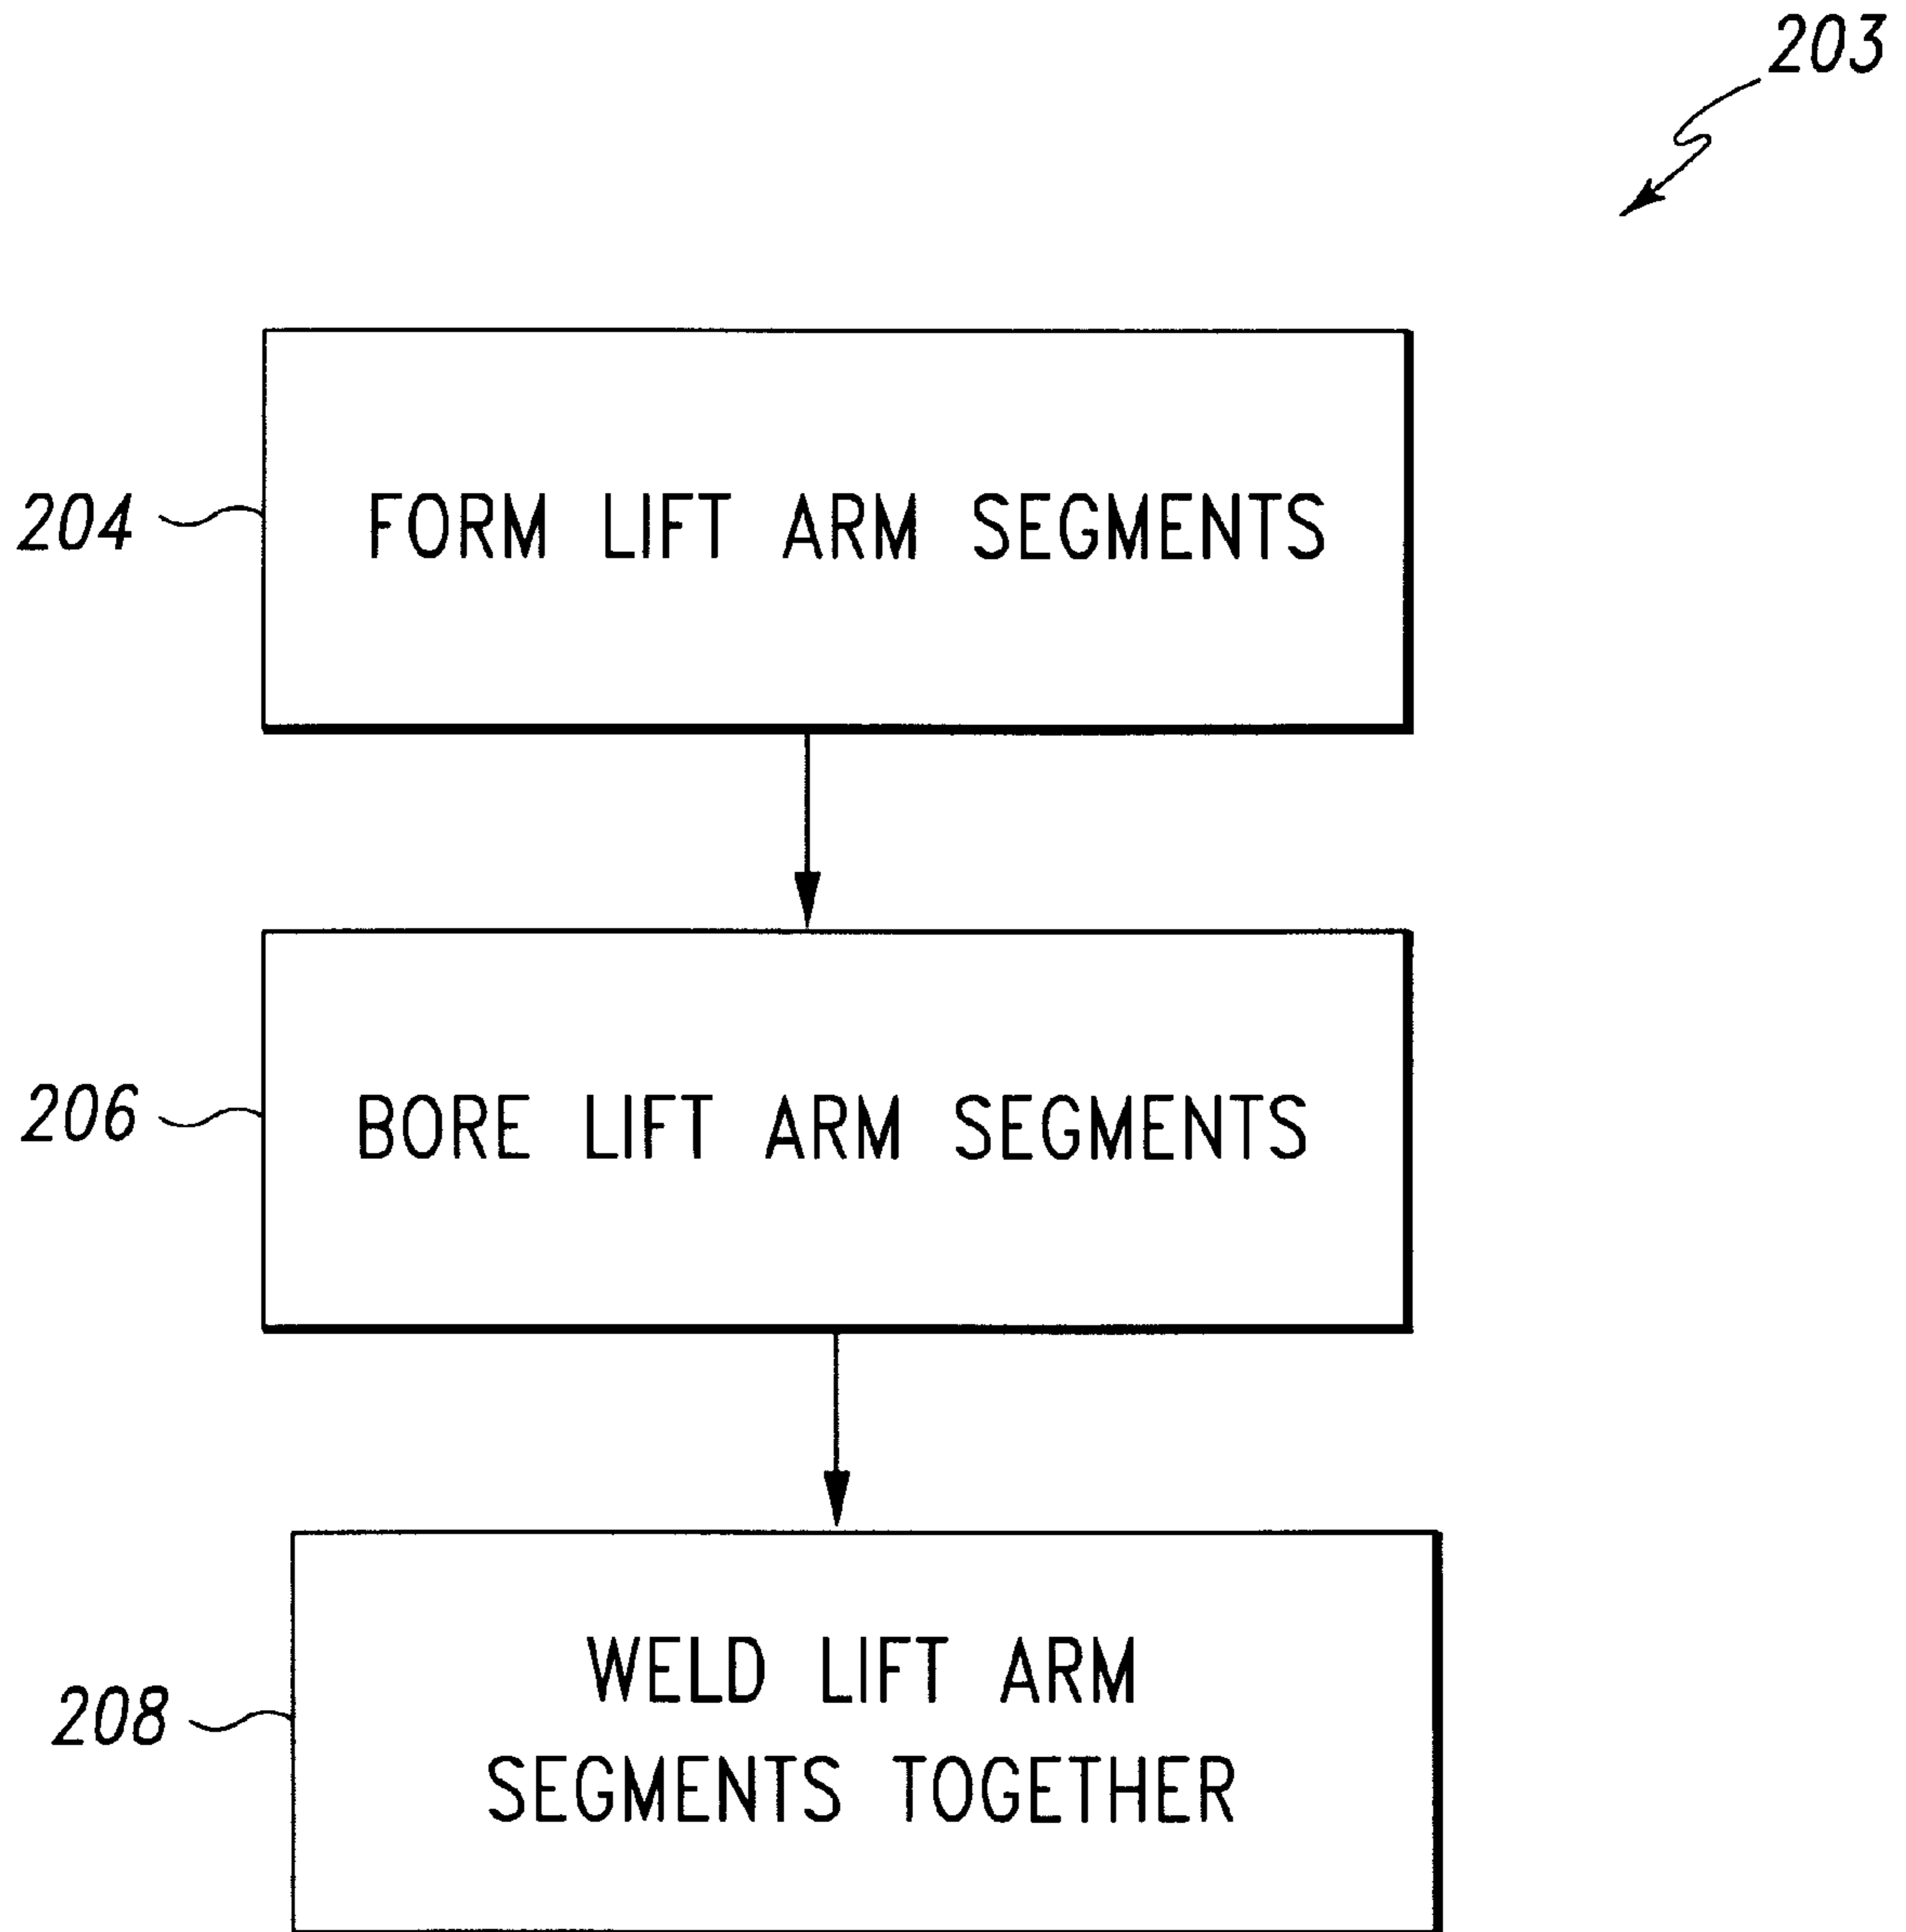 203
204
FORM LIFT ARM SEGMENTS
206
BORE LIFT ARM SEGMENTS
208
WELD LIFT ARM
SEGMENTS TOGETHER